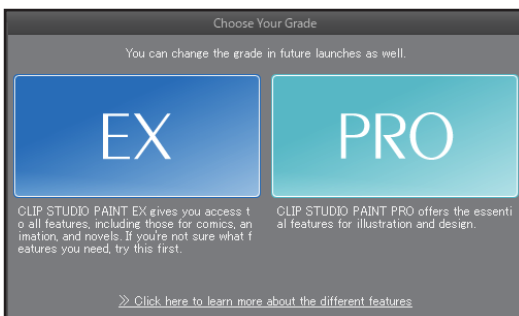 Choose Your Grade
You can change the grade in future launches as well.
EX
PRO
CLIP STUDIO PAINT EX gives you access t
o all features, including those for comics, an
imation, and novels. If you're not sure what f
eatures you need, try this first.
CLIP STUDIO PAINT PRO offers the essenti
al features for illustration and design.
≫ Click here to learn more about the different features